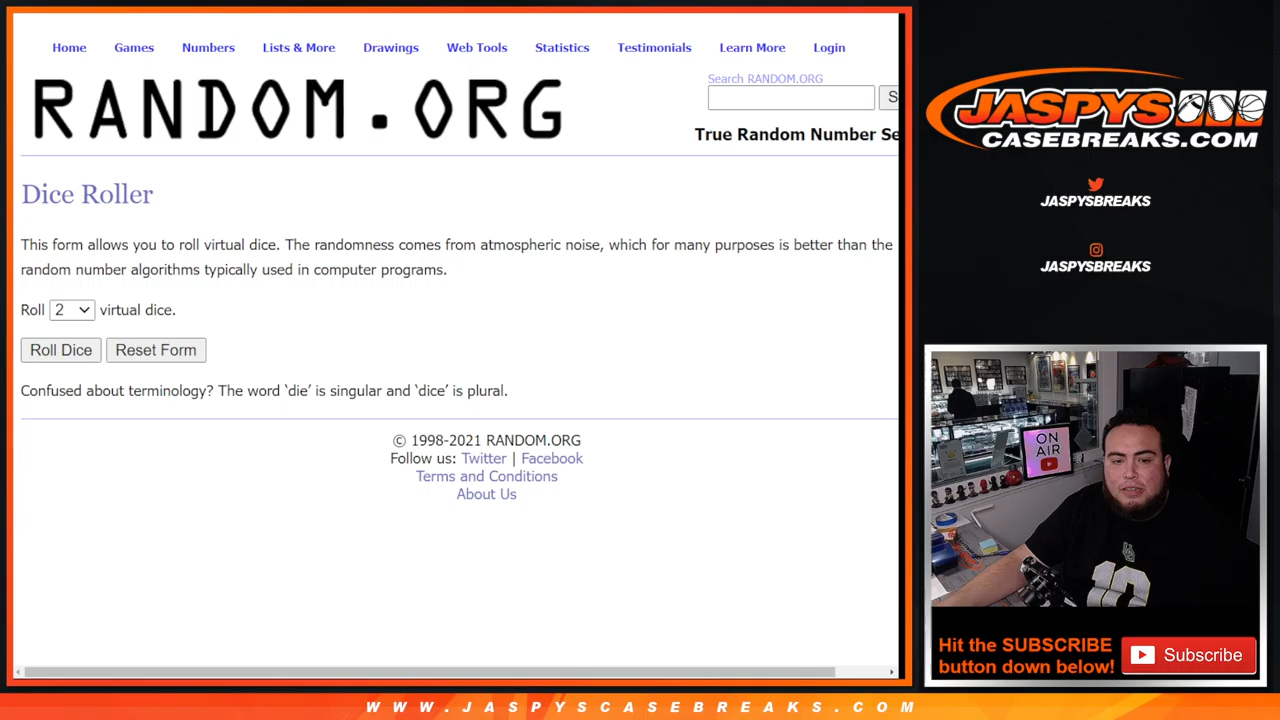 Home Games Numbers Lists & More Drawings Web Tools Statistics Testimonials Learn More Login
RANDOM.ORG
Search RANDOM.ORG
S
True Random Number Se
Dice Roller
This form allows you to roll virtual dice. The randomness comes from atmospheric noise, which for many purposes is better than the
random number algorithms typically used in computer programs.
Roll 2 virtual dice.
Roll Dice Reset Form
Confused about terminology? The word ‘die’ is singular and ‘dice’ is plural.
© 1998-2021 RANDOM.ORG
Follow us: Twitter | Facebook
Terms and Conditions
About Us
JASPYS
CASEBREAKS.COM
JASPYSBREAKS
JASPYSBREAKS
ON
AIR
10
Hit the SUBSCRIBE
button down below!
Subscribe
WWW.JASPYSCASEBREAKS.COM